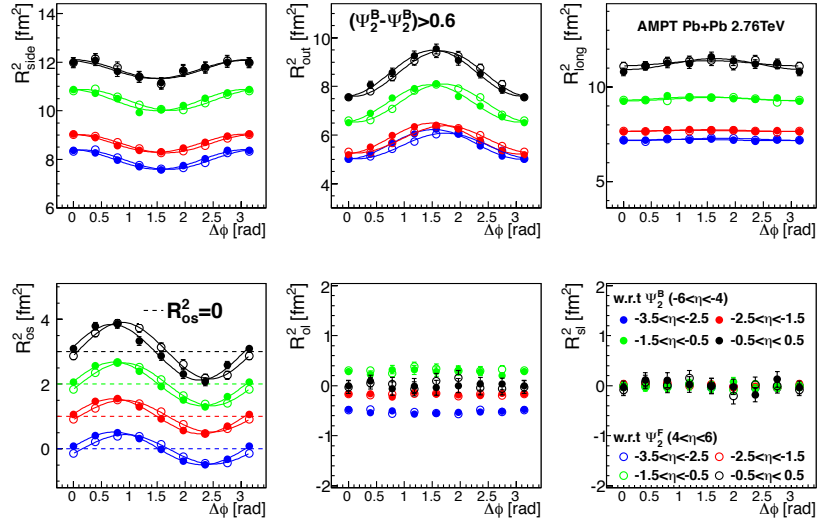 R²side [fm²]
14
12
10
8
6
0 0.5 1 1.5 2 2.5 3
Δφ [rad]
(Ψ₂ᴮ-Ψ₂ᴮ)>0.6
R²out [fm²]
10
8
6
4
0 0.5 1 1.5 2 2.5 3
Δφ [rad]
AMPT Pb+Pb 2.76TeV
R²long [fm²]
11
7
5
0 0.5 1 1.5 2 2.5 3
Δφ [rad]
R²os [fm²]
R²os=0
4
2
0
0 0.5 1 1.5 2 2.5 3
Δφ [rad]
R²ol [fm²]
2
1
0
-1
-2
0 0.5 1 1.5 2 2.5 3
Δφ [rad]
R²sl [fm²]
2
1
0
-1
-2
w.r.t Ψ₂ᴮ (-6<η<-4)
-3.5<η<-2.5 -2.5<η<-1.5
-1.5<η<-0.5 -0.5<η< 0.5
w.r.t Ψ₂ꟳ (4<η<6)
-3.5<η<-2.5 -2.5<η<-1.5
-1.5<η<-0.5 -0.5<η< 0.5
0 0.5 1 1.5 2 2.5 3
Δφ [rad]